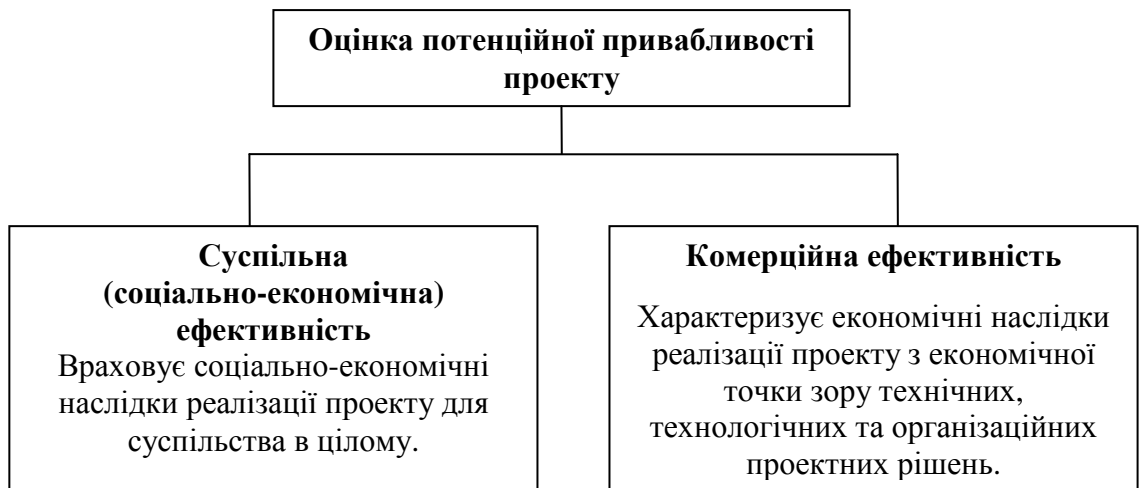 Оцінка потенційної привабливості
проекту
Суспільна
(соціально-економічна)
ефективність
Враховує соціально-економічні
наслідки реалізації проекту для
суспільства в цілому.
Комерційна ефективність
Характеризує економічні наслідки
реалізації проекту з економічної
точки зору технічних,
технологічних та організаційних
проектних рішень.